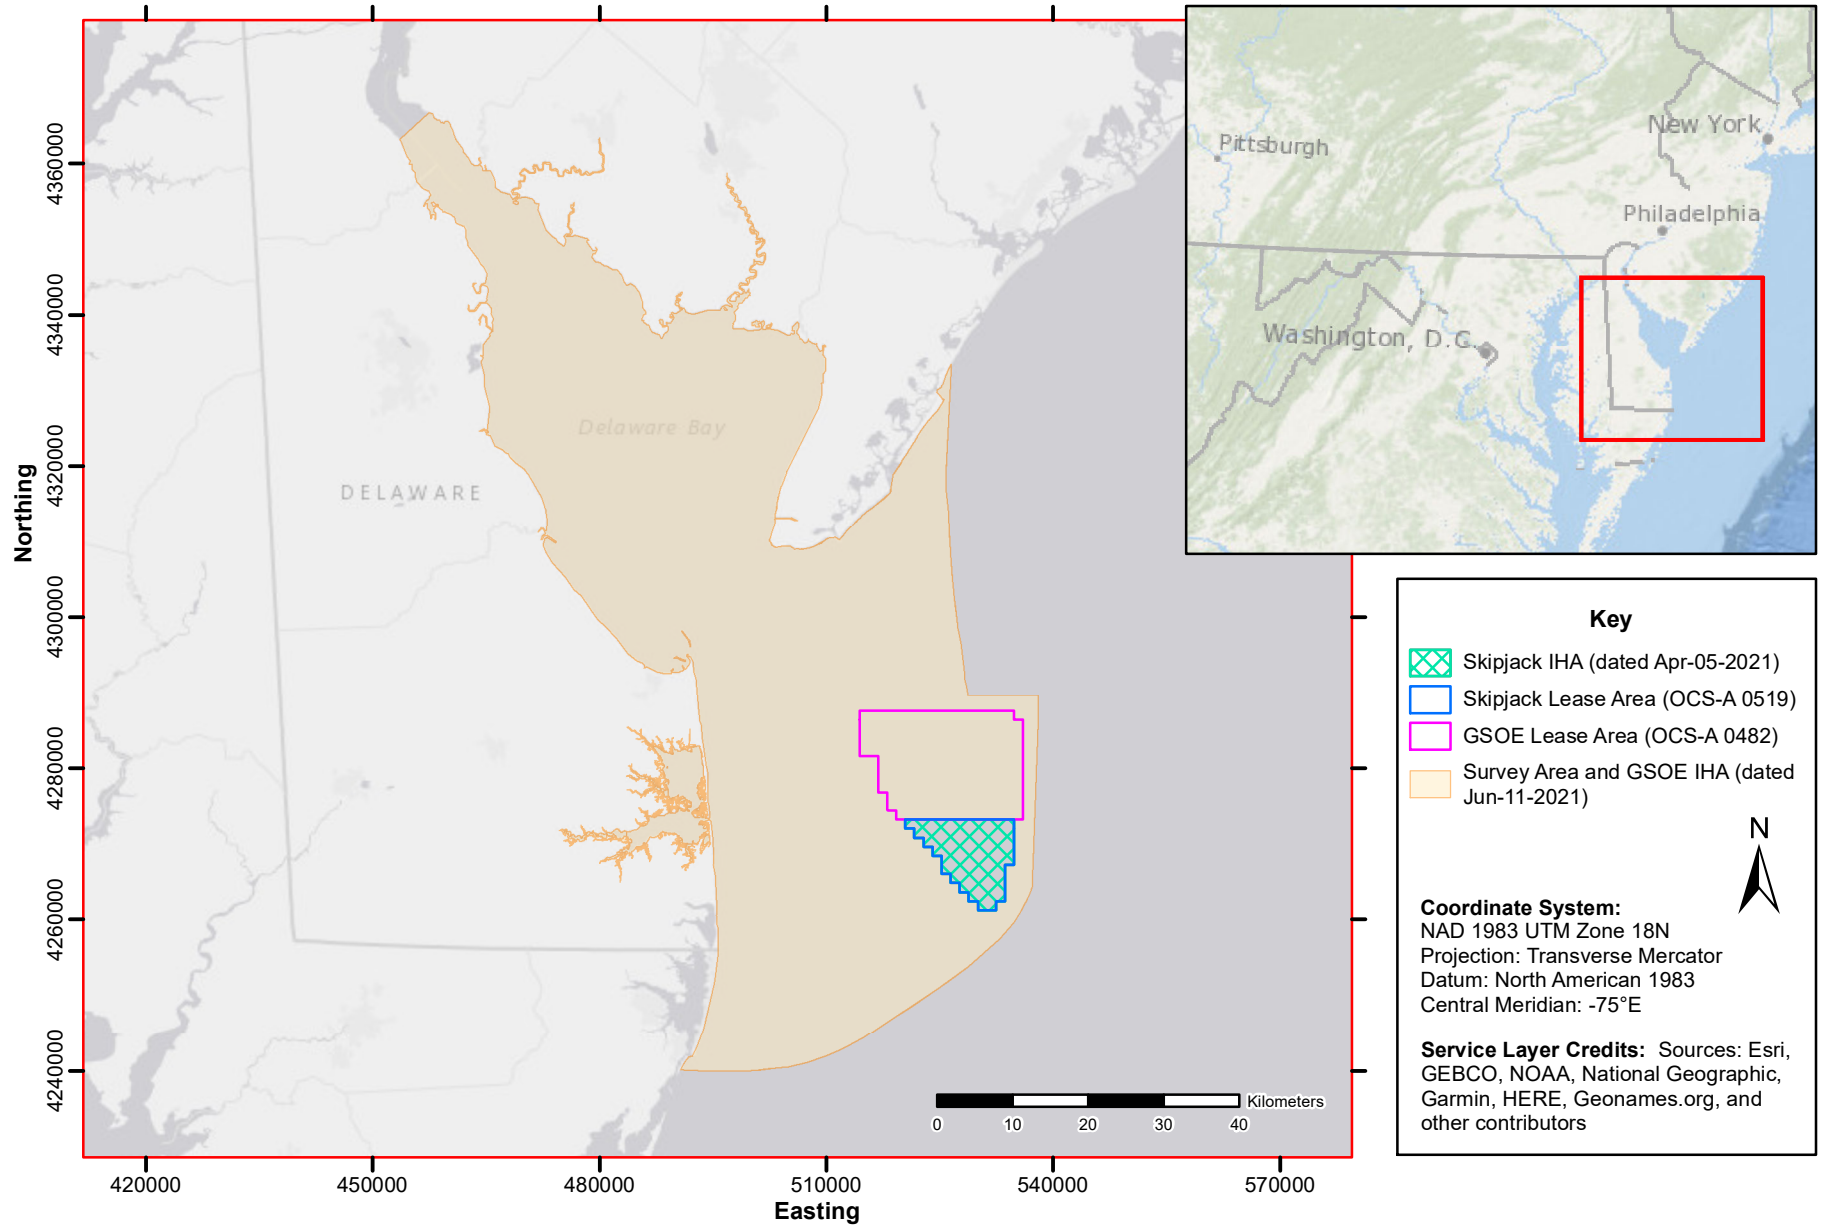 Northing
4360000
4340000
4320000
4300000
4280000
4260000
4240000
DELAWARE
Delaware Bay
0 10 20 30 40 Kilometers
420000 450000 480000 510000 540000 570000
Easting
Pittsburgh
New York
Philadelphia
Washington, D.C.
Key
Skipjack IHA (dated Apr-05-2021)
Skipjack Lease Area (OCS-A 0519)
GSOE Lease Area (OCS-A 0482)
Survey Area and GSOE IHA (dated
Jun-11-2021)
N
Coordinate System:
NAD 1983 UTM Zone 18N
Projection: Transverse Mercator
Datum: North American 1983
Central Meridian: -75°E
Service Layer Credits: Sources: Esri,
GEBCO, NOAA, National Geographic,
Garmin, HERE, Geonames.org, and
other contributors